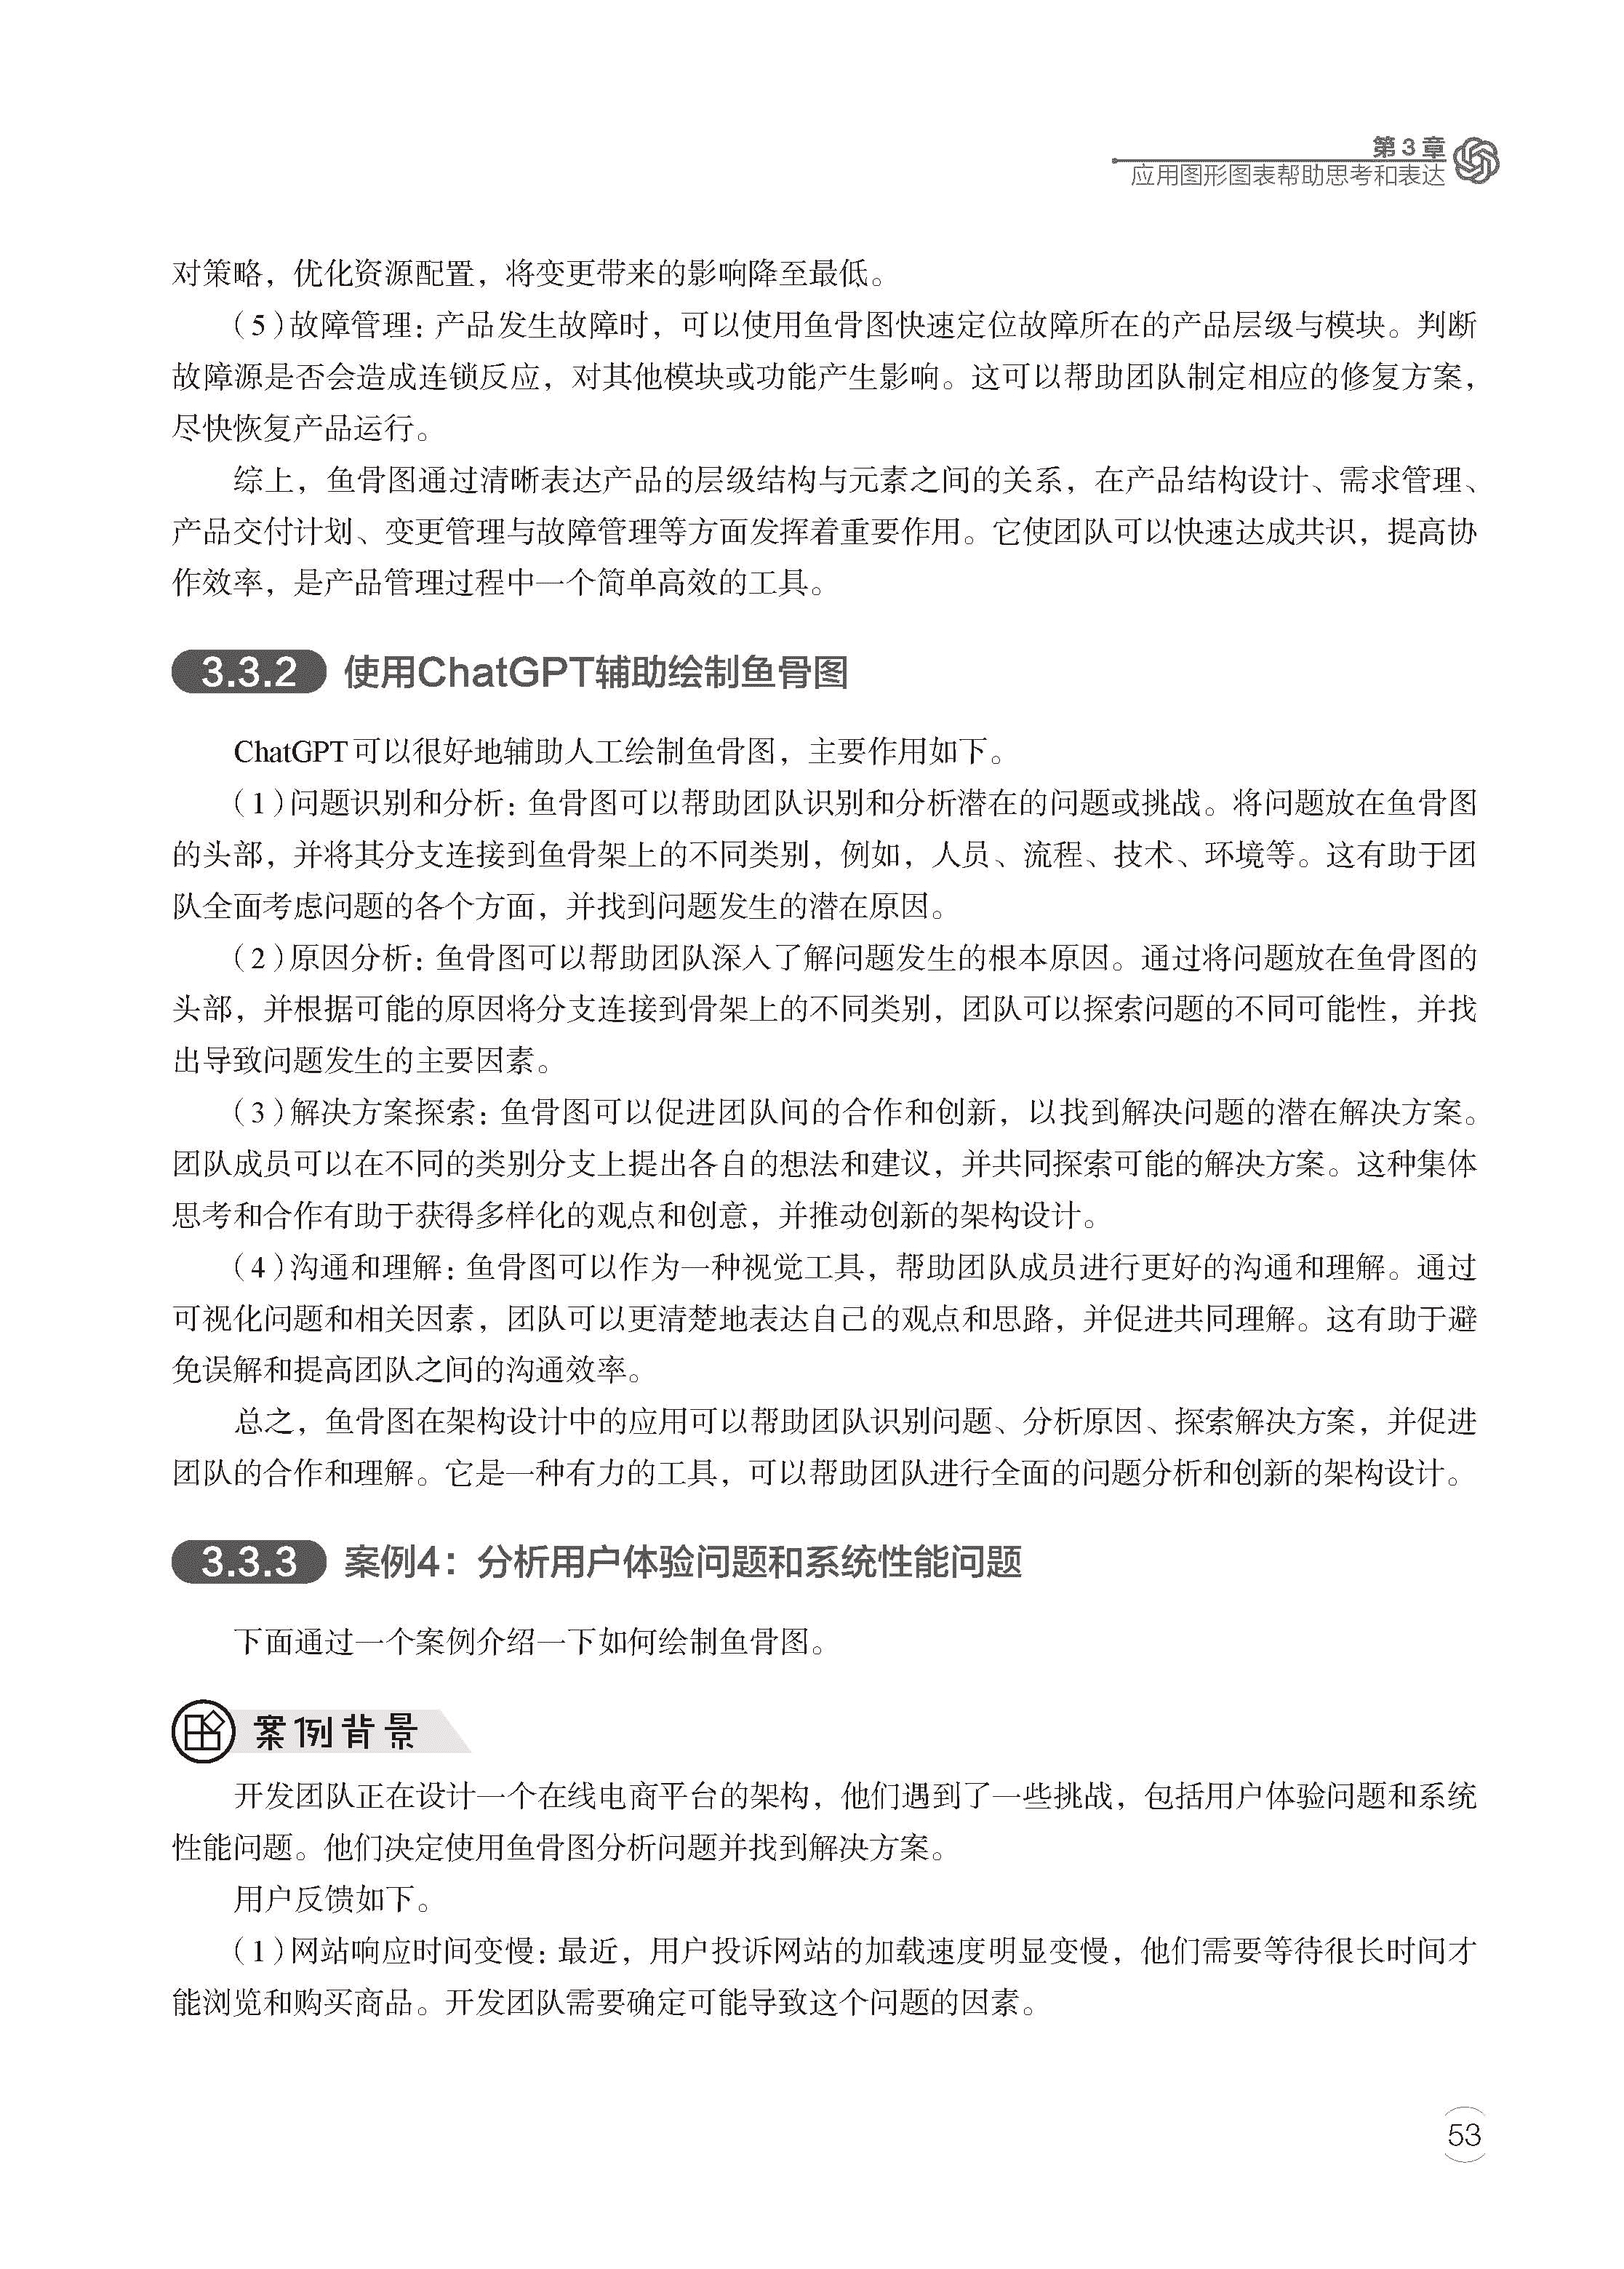 第3章
应用图形图表帮助思考和表达
对策略，优化资源配置，将变更带来的影响降至最低。
（5）故障管理：产品发生故障时，可以使用鱼骨图快速定位故障所在的产品层级与模块。判断
故障源是否会造成连锁反应，对其他模块或功能产生影响。这可以帮助团队制定相应的修复方案，
尽快恢复产品运行。
综上，鱼骨图通过清晰表达产品的层级结构与元素之间的关系，在产品结构设计、需求管理、
产品交付计划、变更管理与故障管理等方面发挥着重要作用。它使团队可以快速达成共识，提高协
作效率，是产品管理过程中一个简单高效的工具。
3.3.2 使用ChatGPT辅助绘制鱼骨图
ChatGPT可以很好地辅助人工绘制鱼骨图，主要作用如下。
（1）问题识别和分析：鱼骨图可以帮助团队识别和分析潜在的问题或挑战。将问题放在鱼骨图
的头部，并将其分支连接到鱼骨架上的不同类别，例如，人员、流程、技术、环境等。这有助于团
队全面考虑问题的各个方面，并找到问题发生的潜在原因。
（2）原因分析：鱼骨图可以帮助团队深入了解问题发生的根本原因。通过将问题放在鱼骨图的
头部，并根据可能的原因将分支连接到骨架上的不同类别，团队可以探索问题的不同可能性，并找
出导致问题发生的主要因素。
（3）解决方案探索：鱼骨图可以促进团队间的合作和创新，以找到解决问题的潜在解决方案。
团队成员可以在不同的类别分支上提出各自的想法和建议，并共同探索可能的解决方案。这种集体
思考和合作有助于获得多样化的观点和创意，并推动创新的架构设计。
（4）沟通和理解：鱼骨图可以作为一种视觉工具，帮助团队成员进行更好的沟通和理解。通过
可视化问题和相关因素，团队可以更清楚地表达自己的观点和思路，并促进共同理解。这有助于避
免误解和提高团队之间的沟通效率。
总之，鱼骨图在架构设计中的应用可以帮助团队识别问题、分析原因、探索解决方案，并促进
团队的合作和理解。它是一种有力的工具，可以帮助团队进行全面的问题分析和创新的架构设计。
3.3.3 案例4：分析用户体验问题和系统性能问题
下面通过一个案例介绍一下如何绘制鱼骨图。
案例背景
开发团队正在设计一个在线电商平台的架构，他们遇到了一些挑战，包括用户体验问题和系统
性能问题。他们决定使用鱼骨图分析问题并找到解决方案。
用户反馈如下。
（1）网站响应时间变慢：最近，用户投诉网站的加载速度明显变慢，他们需要等待很长时间才
能浏览和购买商品。开发团队需要确定可能导致这个问题的因素。
53